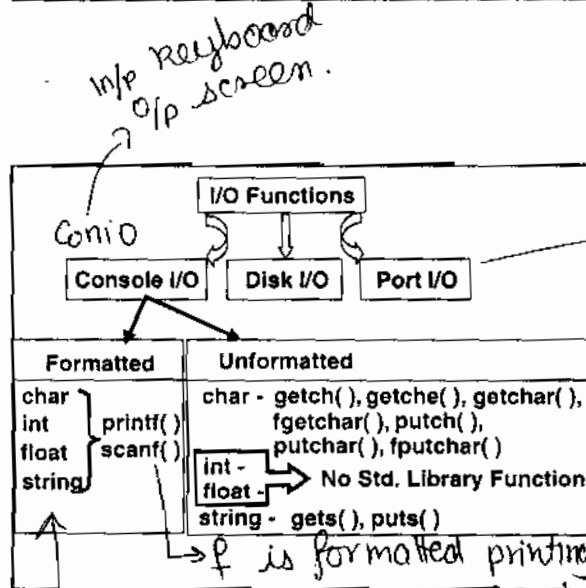 in/p keyboard
o/p screen.
I/O Functions
ConiO
Console I/O
Disk I/O
Port I/O
Formatted
Unformatted
char
int
float
string
printf( )
scanf( )
char - getch( ), getche( ), getchar( ),
fgetchar( ), putch( ),
putchar( ), fputchar( )
int -
float -
No Std. Library Function
string - gets( ), puts( )
f is formatted printing